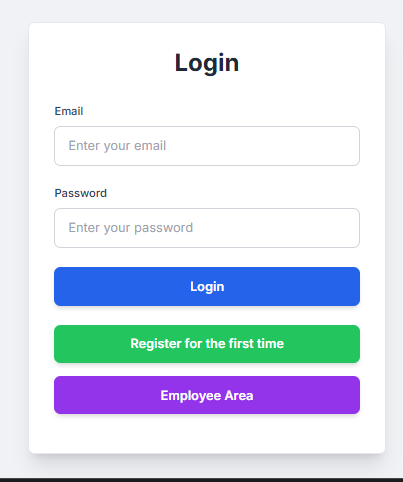 Login
Email
Enter your email
Password
Enter your password
Login
Register for the first time
Employee Area